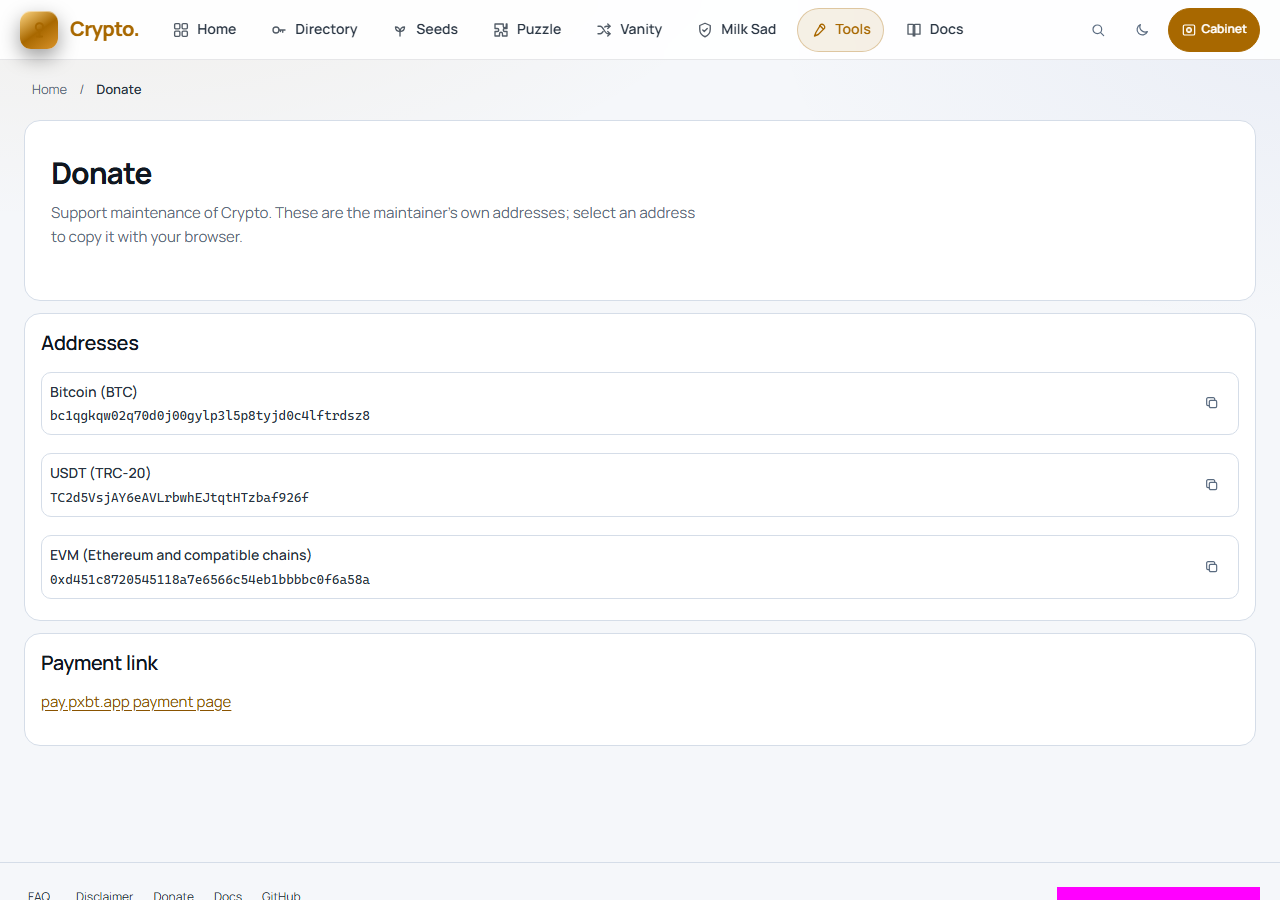 Crypto.
Home
Directory
Seeds
Puzzle
Vanity
Milk Sad
Tools
Docs
Cabinet
Home / Donate
Donate
Support maintenance of Crypto. These are the maintainer's own addresses; select an address
to copy it with your browser.
Addresses
Bitcoin (BTC)
bc1qgkqw02q70d0j00gylp3l5p8tyjd0c4lftrdsz8
USDT (TRC-20)
TC2d5VsjAY6eAVLrbwhEJtqtHTzbaf926f
EVM (Ethereum and compatible chains)
0xd451c8720545118a7e6566c54eb1bbbbc0f6a58a
Payment link
pay.pxbt.app payment page
FAQ
Disclaimer
Donate
Docs
GitHub